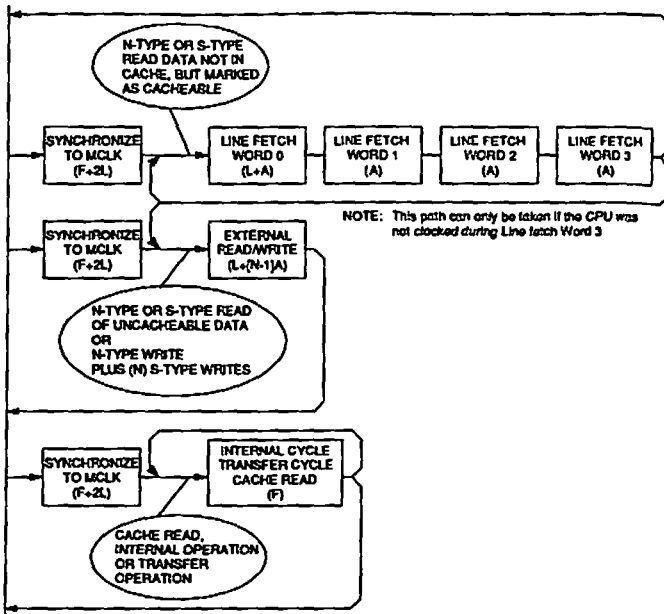 N-TYPE OR S-TYPE
READ DATA NOT IN
CACHE, BUT MARKED
AS CACHEABLE
SYNCHRONIZE
TO MCLK
(F+2L)
LINE FETCH
WORD 0
(L+A)
LINE FETCH
WORD 1
(A)
LINE FETCH
WORD 2
(A)
LINE FETCH
WORD 3
(A)
NOTE: This path can only be taken if the CPU was
not clocked during Line fetch Word 3
SYNCHRONIZE
TO MCLK
(F+2L)
EXTERNAL
READ/WRITE
(L+[N-1]A)
N-TYPE OR S-TYPE READ
OF UNCACHEABLE DATA
OR
N-TYPE WRITE
PLUS (N) S-TYPE WRITES
SYNCHRONIZE
TO MCLK
(F+2L)
INTERNAL CYCLE
TRANSFER CYCLE
CACHE READ
(F)
CACHE READ,
INTERNAL OPERATION
OR TRANSFER
OPERATION